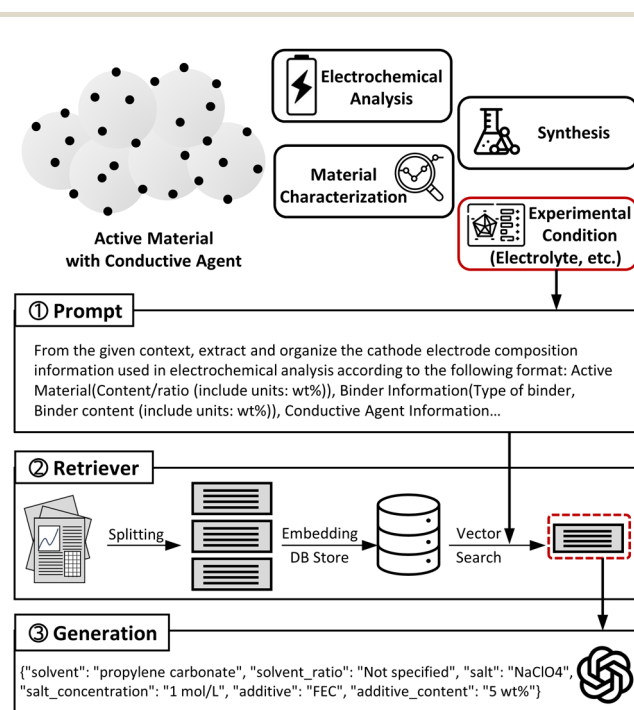 Electrochemical
Analysis
Synthesis
Material
Characterization
Experimental
Condition
(Electrolyte, etc.)
Active Material
with Conductive Agent
① Prompt
From the given context, extract and organize the cathode electrode composition
information used in electrochemical analysis according to the following format: Active
Material(Content/ratio (include units: wt%)), Binder Information(Type of binder,
Binder content (include units: wt%)), Conductive Agent Information...
② Retriever
Splitting
Embedding
DB Store
Vector
Search
③ Generation
{"solvent": "propylene carbonate", "solvent_ratio": "Not specified", "salt": "NaClO4",
"salt_concentration": "1 mol/L", "additive": "FEC", "additive_content": "5 wt%"}